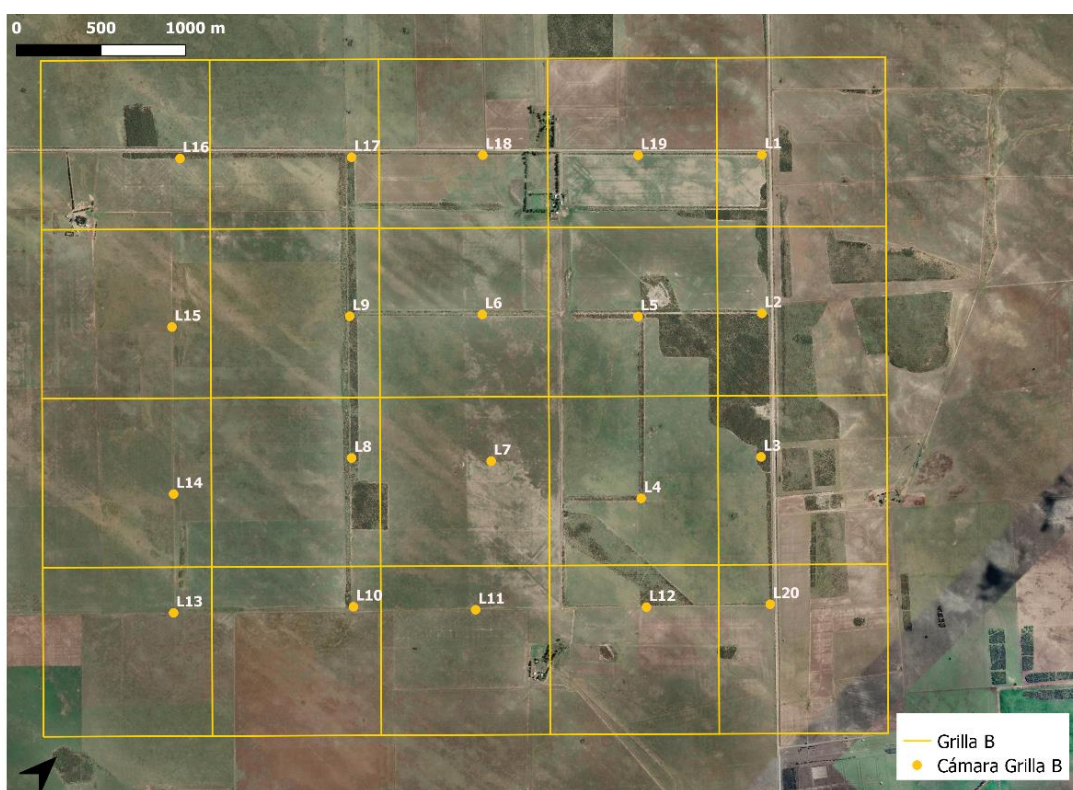 0 500 1000 m
L16 L17 L18 L19 L1
L15 L9 L6 L5 L2
L14 L8 L7 L4 L3
L13 L10 L11 L12 L20
Grilla B
Cámara Grilla B